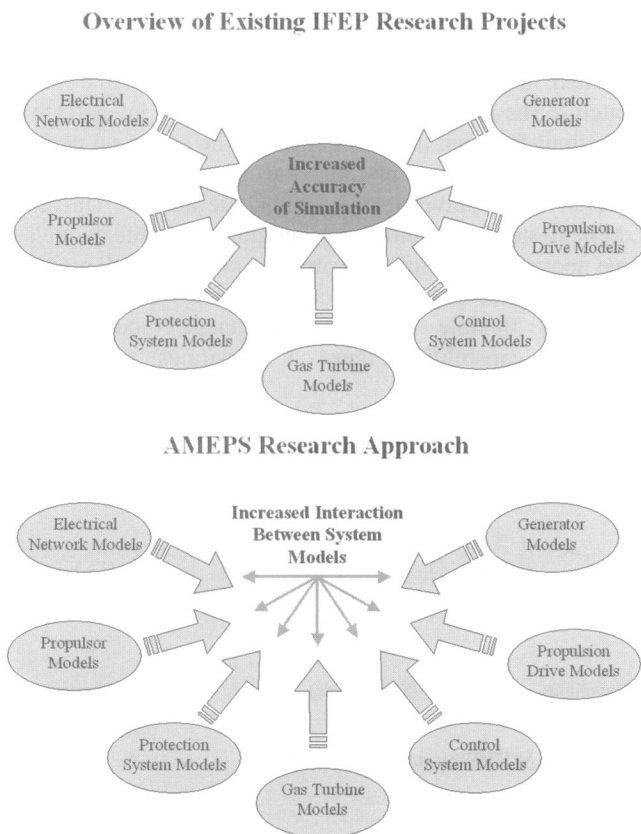 Overview of Existing IFEP Research Projects
Electrical
Network Models
Generator
Models
Increased
Accuracy
of Simulation
Propulsor
Models
Propulsion
Drive Models
Protection
System Models
Control
System Models
Gas Turbine
Models
AMEPS Research Approach
Electrical
Network Models
Increased Interaction
Between System
Models
Generator
Models
Propulsor
Models
Propulsion
Drive Models
Protection
System Models
Control
System Models
Gas Turbine
Models